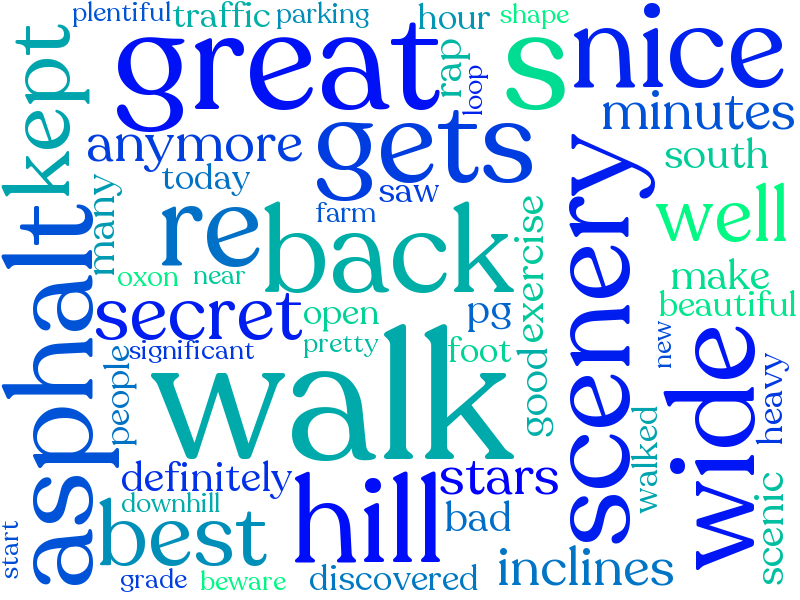 plentiful
traffic
parking
hour
shape
great
s
nice
kept
rap
loop
minutes
anymore
gets
south
today
saw
many
re
farm
back
exercise
scenery
well
asphalt
oxon
near
make
secret
open
pg
beautiful
significant
pretty
foot
new
people
walk
good
wide
heavy
definitely
hill
stars
walked
downhill
best
bad
scenic
start
grade
beware
discovered
inclines